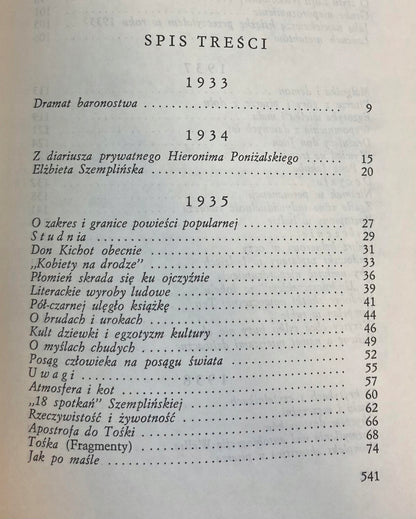 SPIS TREŚCI
1933
Dramat baronostwa 9
1934
Z diariusza prywatnego Hieronima Poniżalskiego 15
Elżbieta Szemplińska 20
1935
O zakres i granice powieści popularnej 27
Studnia 29
Don Kichot obecnie 31
„Kobiety na drodze” 33
Płomień skrada się ku ojczyźnie 36
Literackie wyroby ludowe 39
Pół-czarnej ulęgło książkę 41
O brudach i urokach 44
Kult dziewki i egzotyzm kultury 46
O myślach chudych 49
Posąg człowieka na posągu świata 52
Uwagi 55
Atmosfera i kot 57
„18 spotkań” Szemplińskiej 60
Rzeczywistość i żywotność 62
Apostrofa do Tośki 66
Tośka (Fragmenty) 68
Jak po maśle 74
541